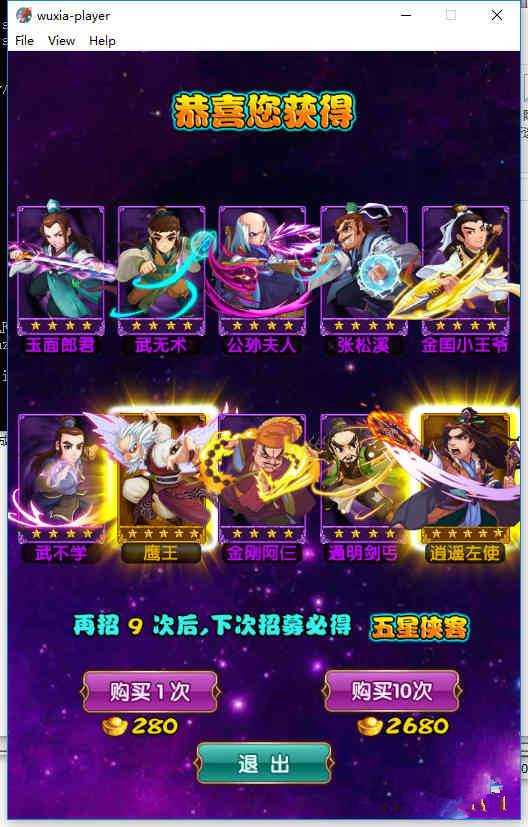 wuxia-player
File View Help
恭喜您获得
玉面郎君 武无术 公孙夫人 张松溪 金国小王爷
武不学 鹰王 金刚阿仨 通明剑丐 逍遥左使
再招 9 次后,下次招募必得 五星侠客
购买1次 购买10次
280 2680
退出